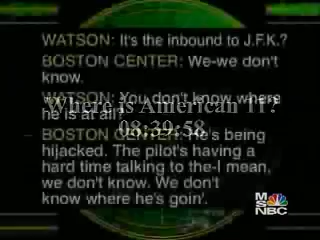 WATSON: It's the inbound to J.F.K.?
BOSTON CENTER: We-we don't
know.
WATSON: You don't know where
he is at all?
Where is American 11?
08:39:58
BOSTON CENTER: He's being
hijacked. The pilot's having a
hard time talking to the-I mean,
we don't know. We don't
know where he's goin'.
MSNBC